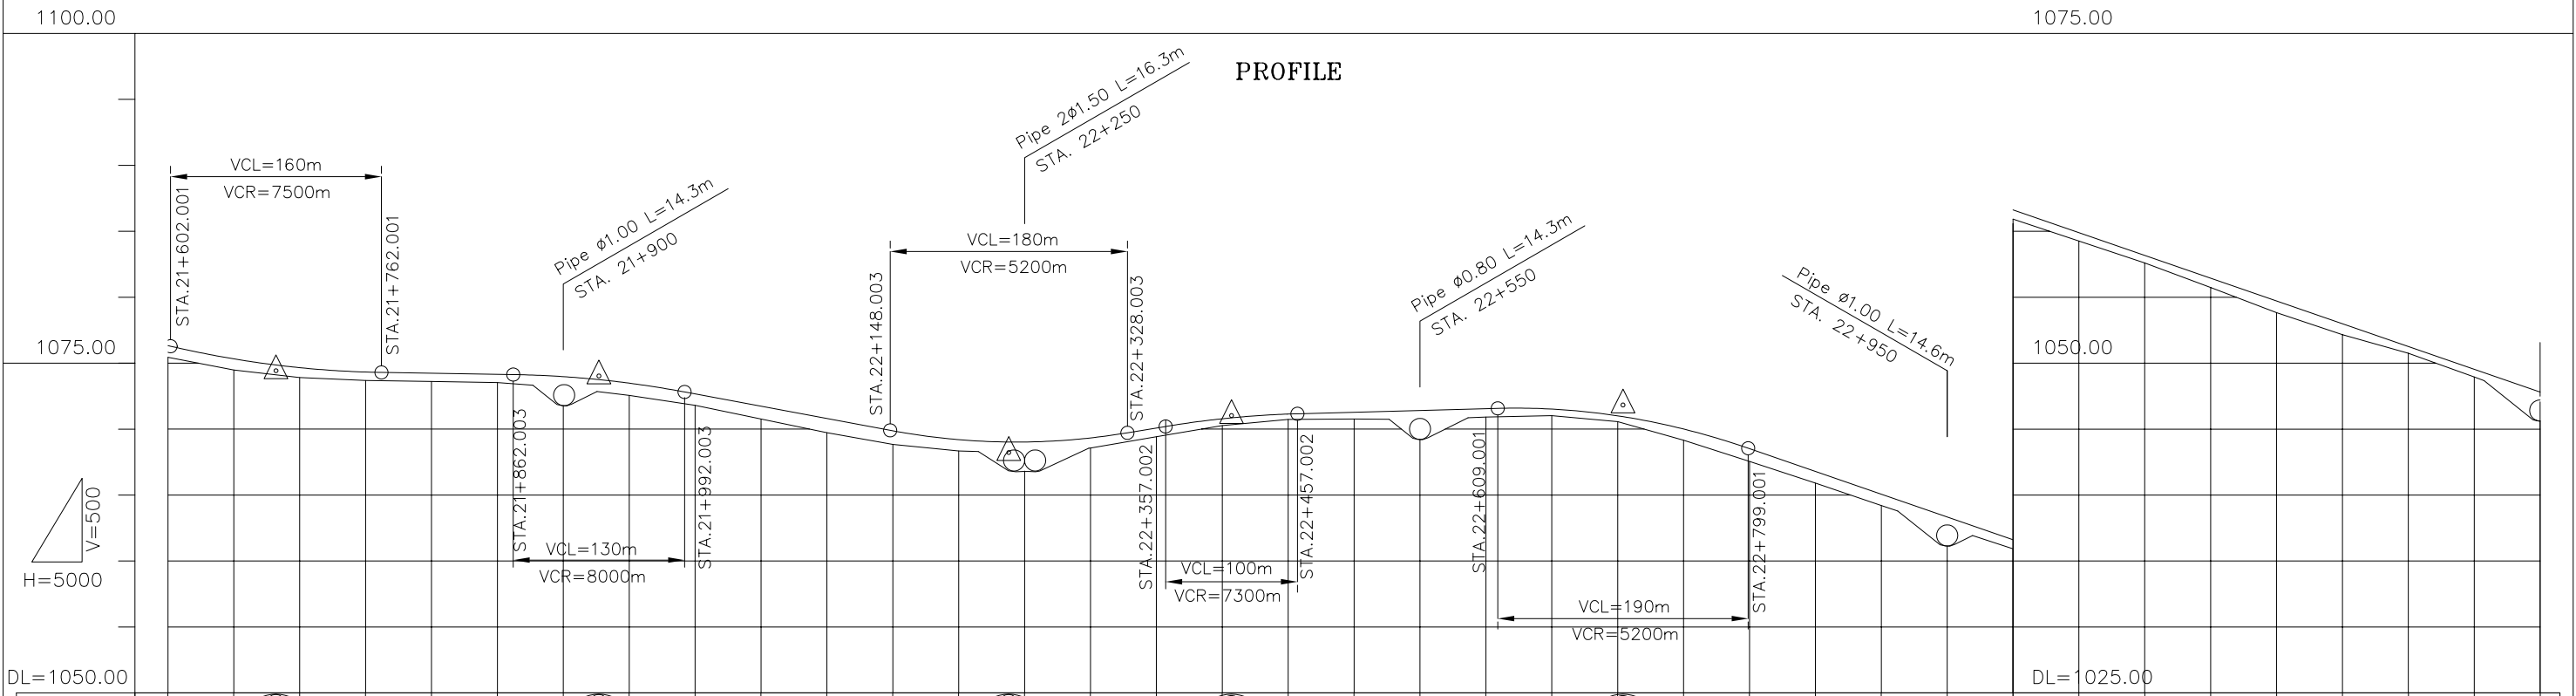 1100.00
1075.00
PROFILE
Pipe 2ø1.50 L=16.3m
STA. 22+250
VCL=160m
VCR=7500m
STA.21+602.001
STA.21+762.001
Pipe ø1.00 L=14.3m
STA. 21+900
VCL=180m
VCR=5200m
STA.22+148.003
STA.22+328.003
Pipe ø0.80 L=14.3m
STA. 22+550
Pipe ø1.00 L=14.6m
STA. 22+950
1075.00
1050.00
STA.21+862.003
STA.21+992.003
VCL=130m
VCR=8000m
STA.22+357.002
STA.22+457.002
VCL=100m
VCR=7300m
STA.22+609.001
STA.22+799.001
VCL=190m
VCR=5200m
V=500
H=5000
DL=1050.00
DL=1025.00